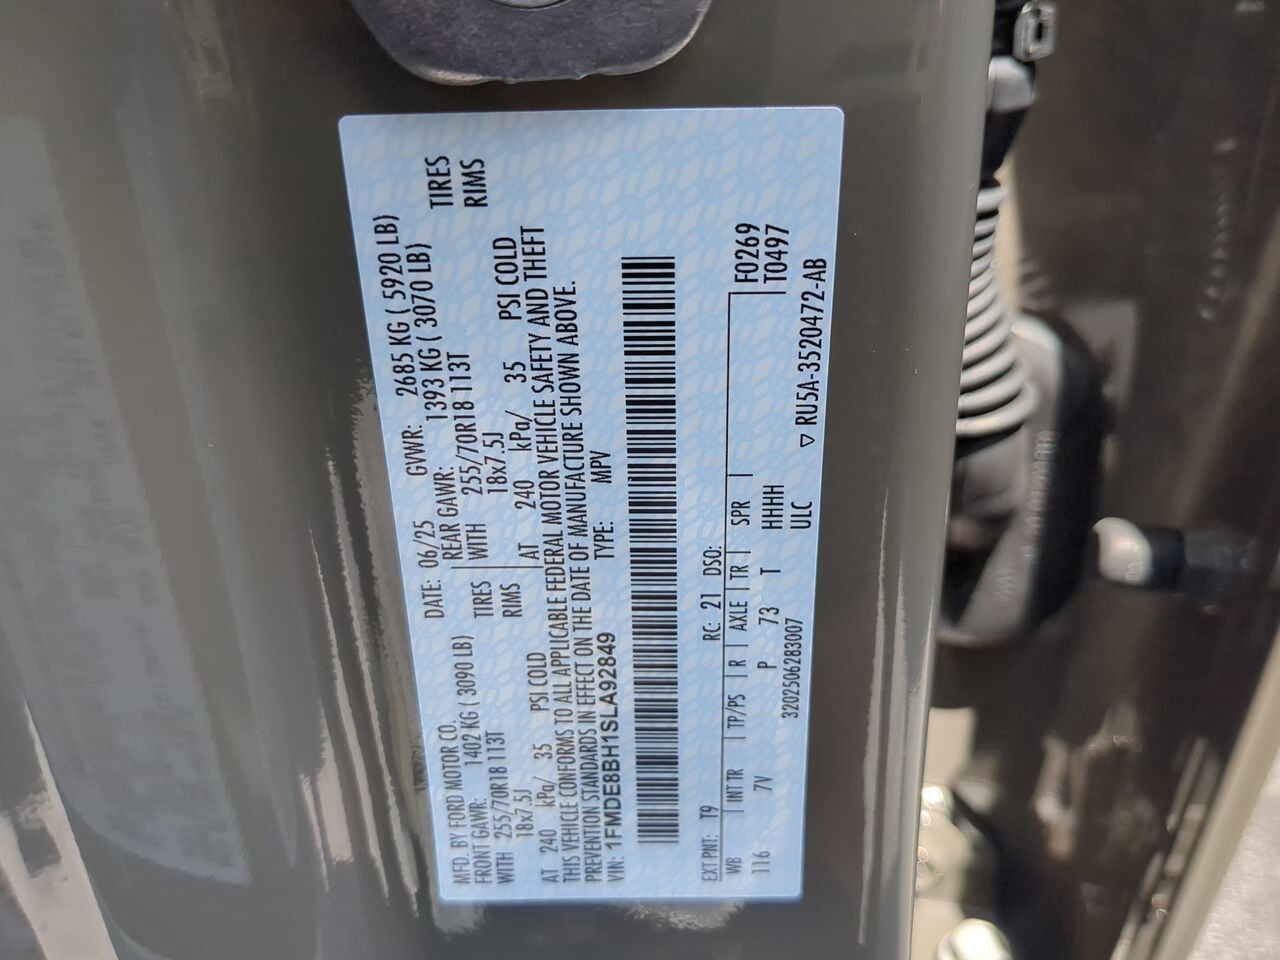 MFD. BY FORD MOTOR CO.
DATE: 06/25 GVWR: 2685 KG ( 5920 LB)
FRONT GAWR: 1402 KG ( 3090 LB) REAR GAWR: 1393 KG ( 3070 LB)
WITH 255/70R18 113T TIRES WITH 255/70R18 113T TIRES
18x7.5J RIMS 18x7.5J RIMS
AT 240 kPa/ 35 PSI COLD AT 240 kPa/ 35 PSI COLD
THIS VEHICLE CONFORMS TO ALL APPLICABLE FEDERAL MOTOR VEHICLE SAFETY AND THEFT
PREVENTION STANDARDS IN EFFECT ON THE DATE OF MANUFACTURE SHOWN ABOVE.
VIN: 1FMDE8BH1SLA92849 TYPE: MPV
EXT PNT: T9 RC: 21 DSO: F0269
WB INT TR TP/PS R AXLE TR SPR T0497
116 7V P 73 T HHHH
ULC
3202506283007 ▽ RU5A-3520472-AB